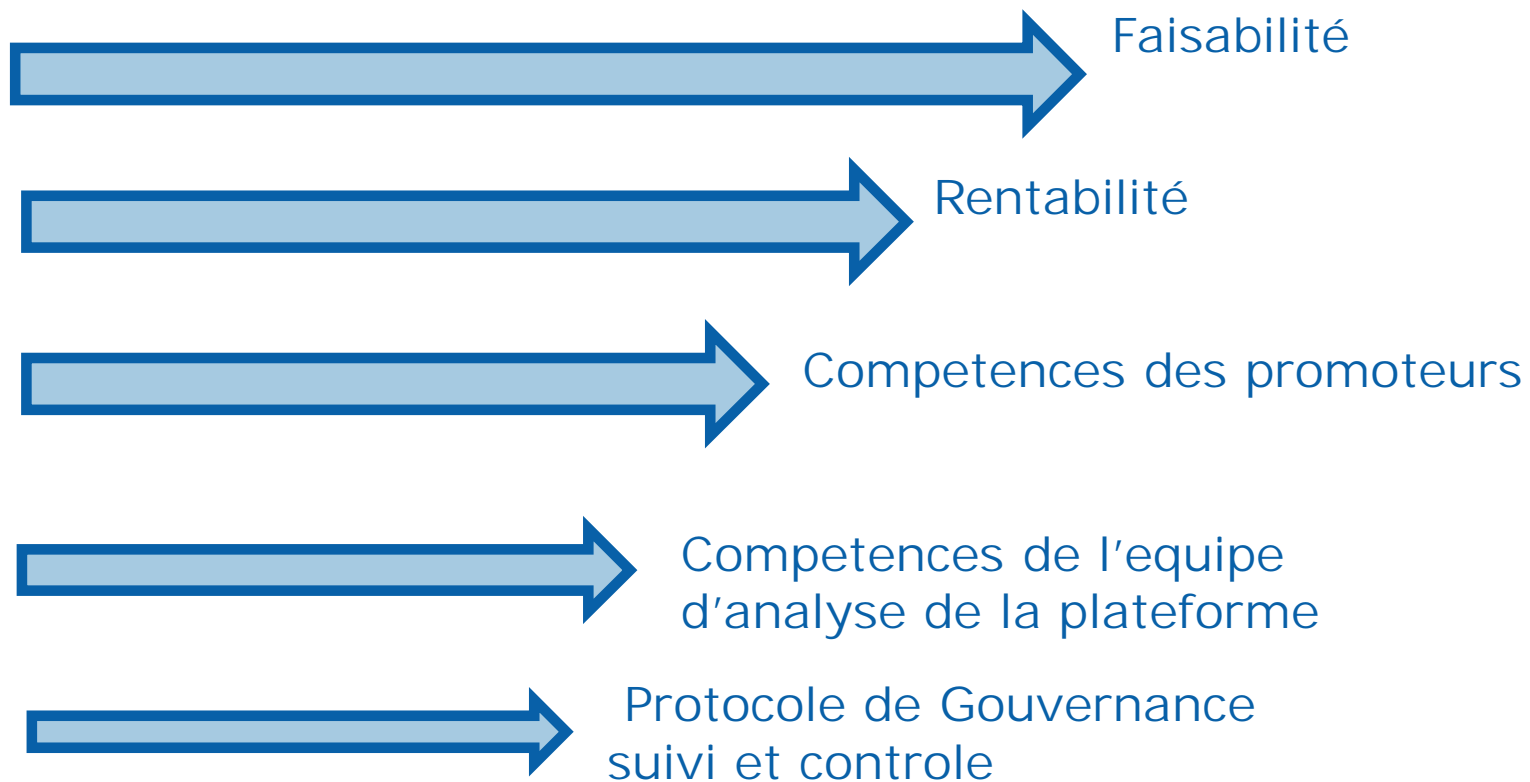 Faisabilité
Rentabilité
Competences des promoteurs
Competences de l'equipe
d'analyse de la plateforme
Protocole de Gouvernance
suivi et controle